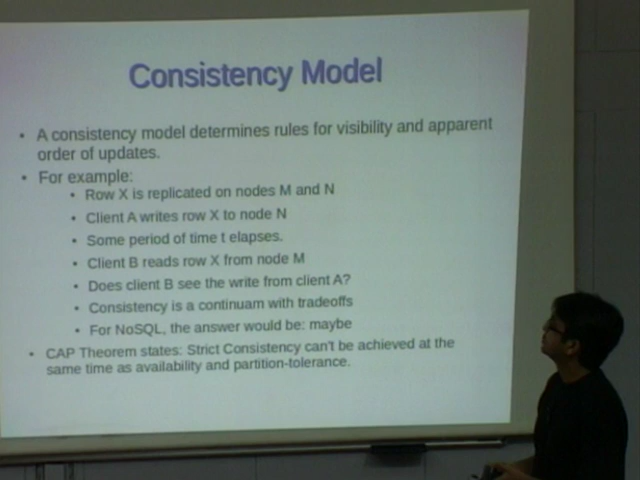 Consistency Model
• A consistency model determines rules for visibility and apparent
order of updates.
• For example:
• Row X is replicated on nodes M and N
• Client A writes row X to node N
• Some period of time t elapses.
• Client B reads row X from node M
• Does client B see the write from client A?
• Consistency is a continuam with tradeoffs
• For NoSQL, the answer would be: maybe
• CAP Theorem states: Strict Consistency can't be achieved at the
same time as availability and partition-tolerance.